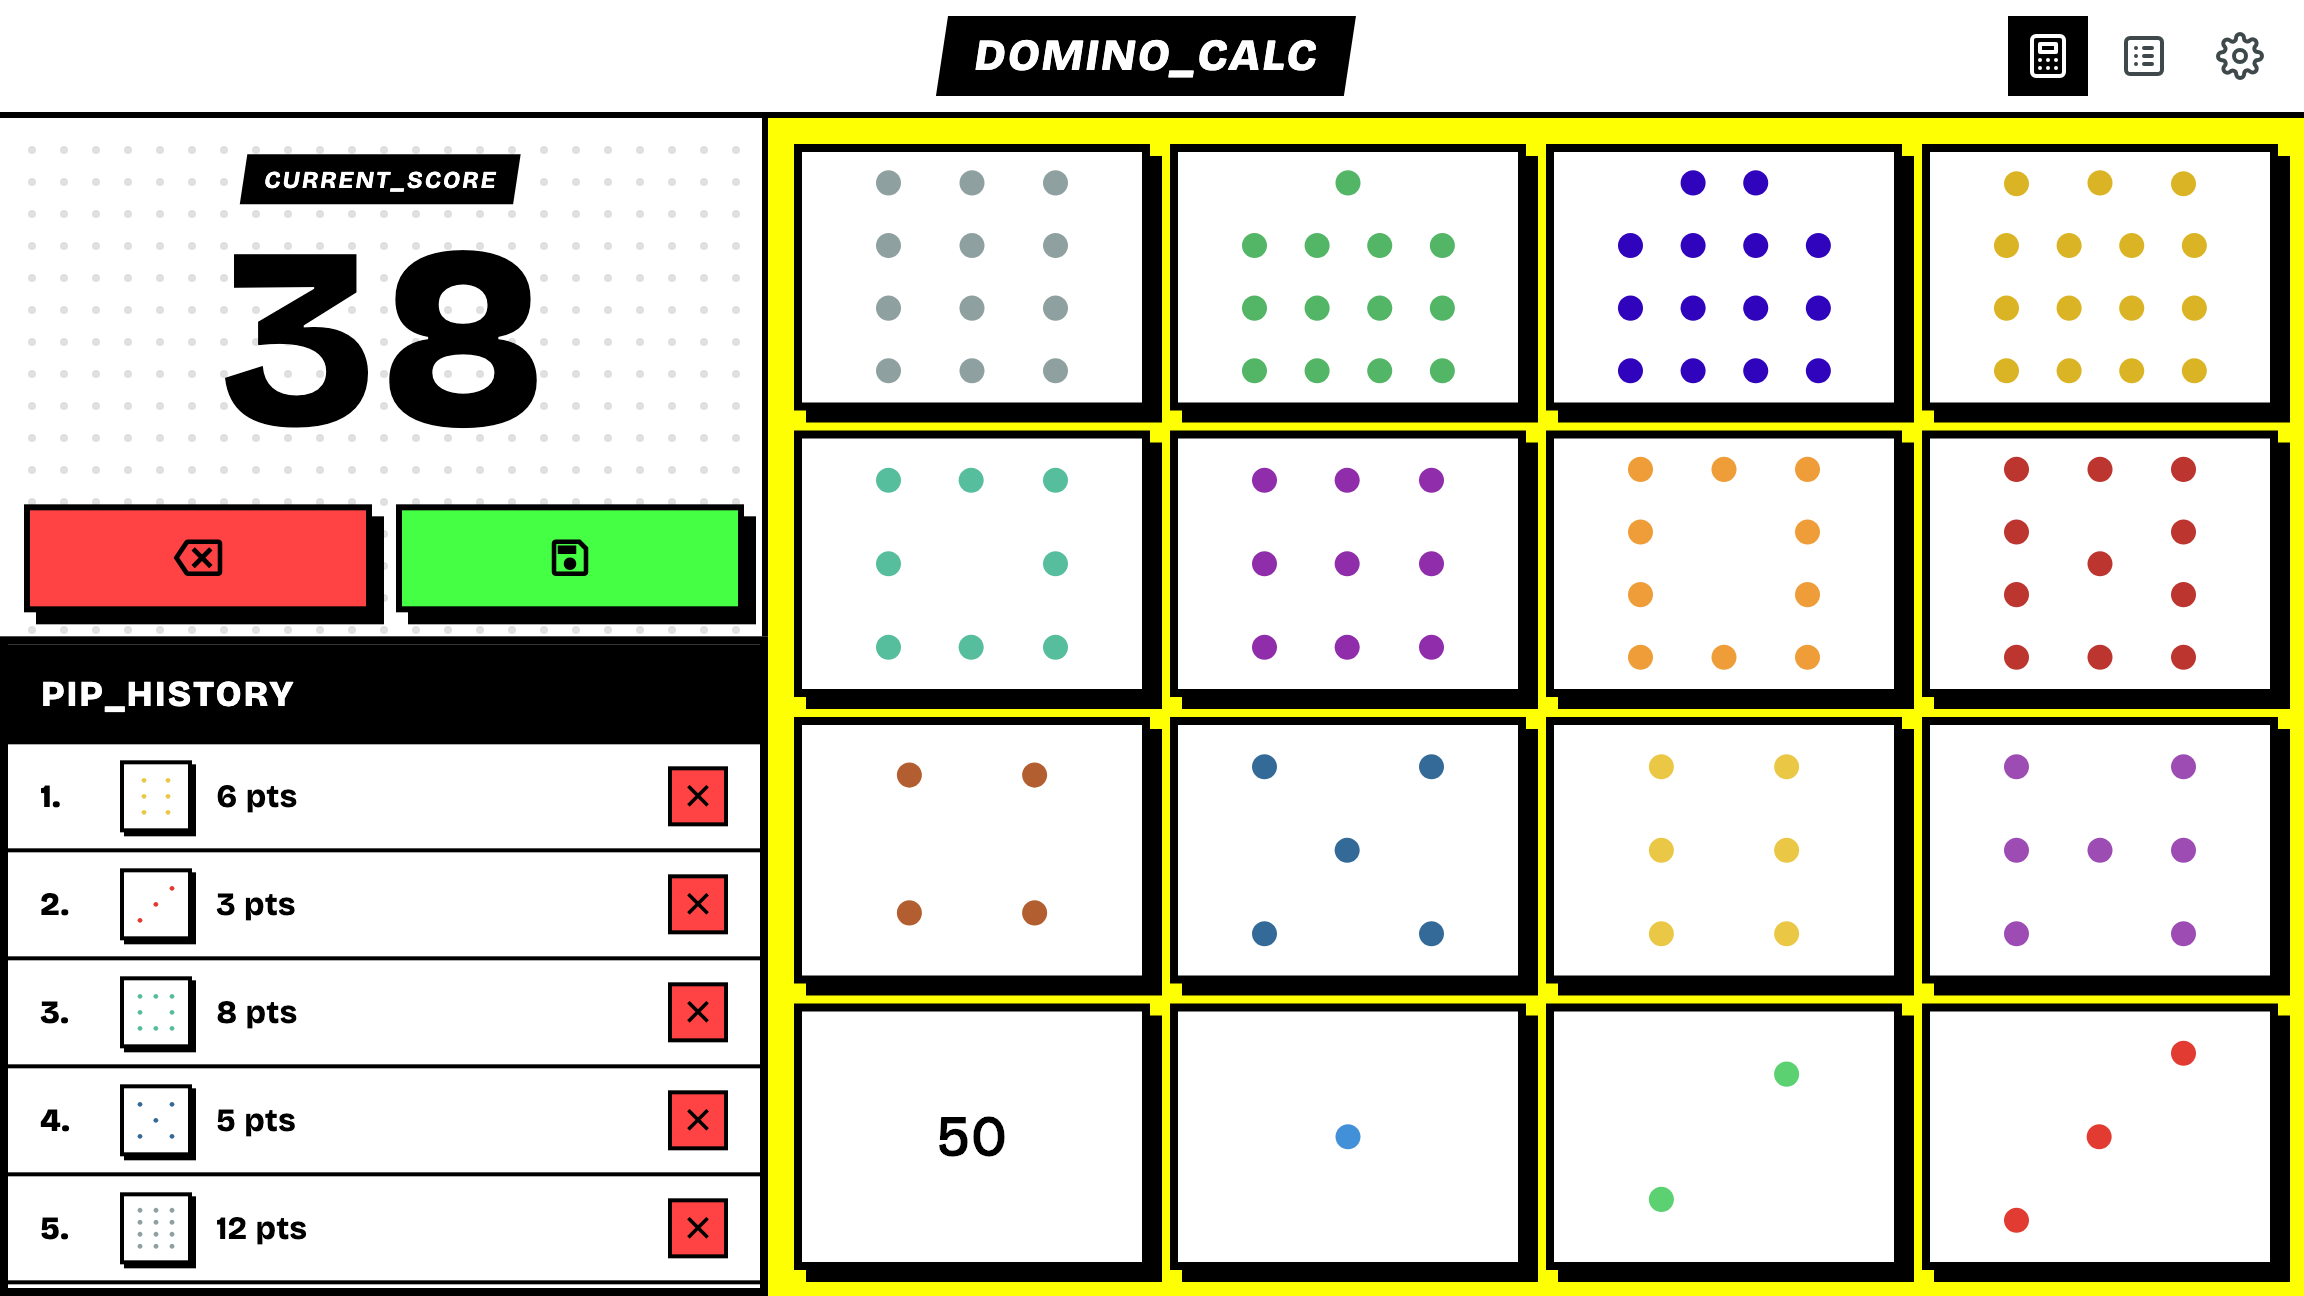 DOMINO_CALC
CURRENT_SCORE
38
PIP_HISTORY
1. 6 pts
2. 3 pts
3. 8 pts
4. 5 pts
5. 12 pts
50